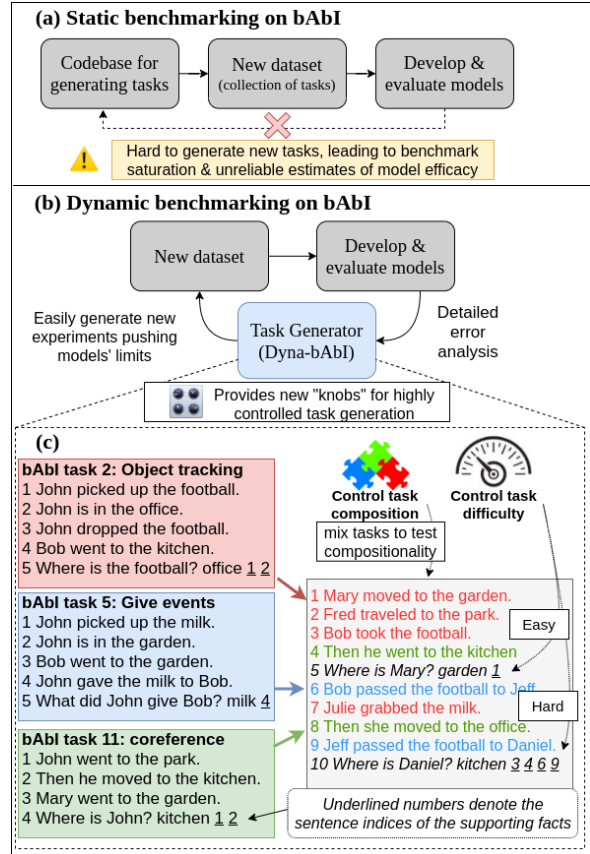 (a) Static benchmarking on bAbI
Codebase for
generating tasks
New dataset
(collection of tasks)
Develop &
evaluate models
Hard to generate new tasks, leading to benchmark
saturation & unreliable estimates of model efficacy
(b) Dynamic benchmarking on bAbI
New dataset
Develop &
evaluate models
Easily generate new
experiments pushing
models' limits
Task Generator
(Dyna-bAbI)
Detailed
error
analysis
Provides new "knobs" for highly
controlled task generation
(c)
bAbI task 2: Object tracking
1 John picked up the football.
2 John is in the office.
3 John dropped the football.
4 Bob went to the kitchen.
5 Where is the football? office 1 2
bAbI task 5: Give events
1 John picked up the milk.
2 John is in the garden.
3 Bob went to the garden.
4 John gave the milk to Bob.
5 What did John give Bob? milk 4
bAbI task 11: coreference
1 John went to the park.
2 Then he moved to the kitchen.
3 Mary went to the garden.
4 Where is John? kitchen 1 2
Control task
composition
mix tasks to test
compositionality
Control task
difficulty
1 Mary moved to the garden.
2 Fred traveled to the park.
3 Bob took the football.
4 Then he went to the kitchen
5 Where is Mary? garden 1
6 Bob passed the football to Jeff
7 Julie grabbed the milk.
8 Then she moved to the office.
9 Jeff passed the football to Daniel.
10 Where is Daniel? kitchen 3 4 6 9
Easy
Hard
Underlined numbers denote the
sentence indices of the supporting facts